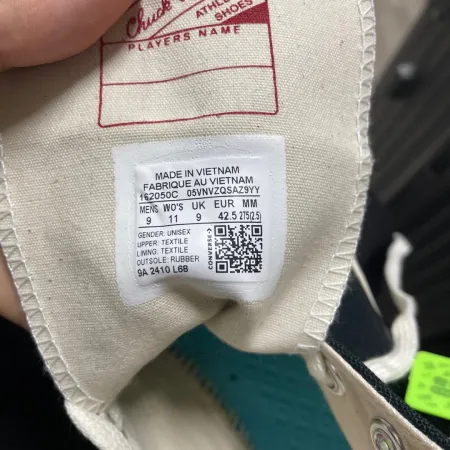 Chuck
ATHLE
SHOES
PLAYERS NAME
MADE IN VIETNAM
FABRIQUE AU VIETNAM
162050C 05VNVZQSAZ9YY
MENS WO'S UK EUR MM
9 11 9 42.5 275(2.5)
GENDER: UNISEX
UPPER: TEXTILE
LINING: TEXTILE
OUTSOLE: RUBBER
9A 2410 L6B
CONVERSE